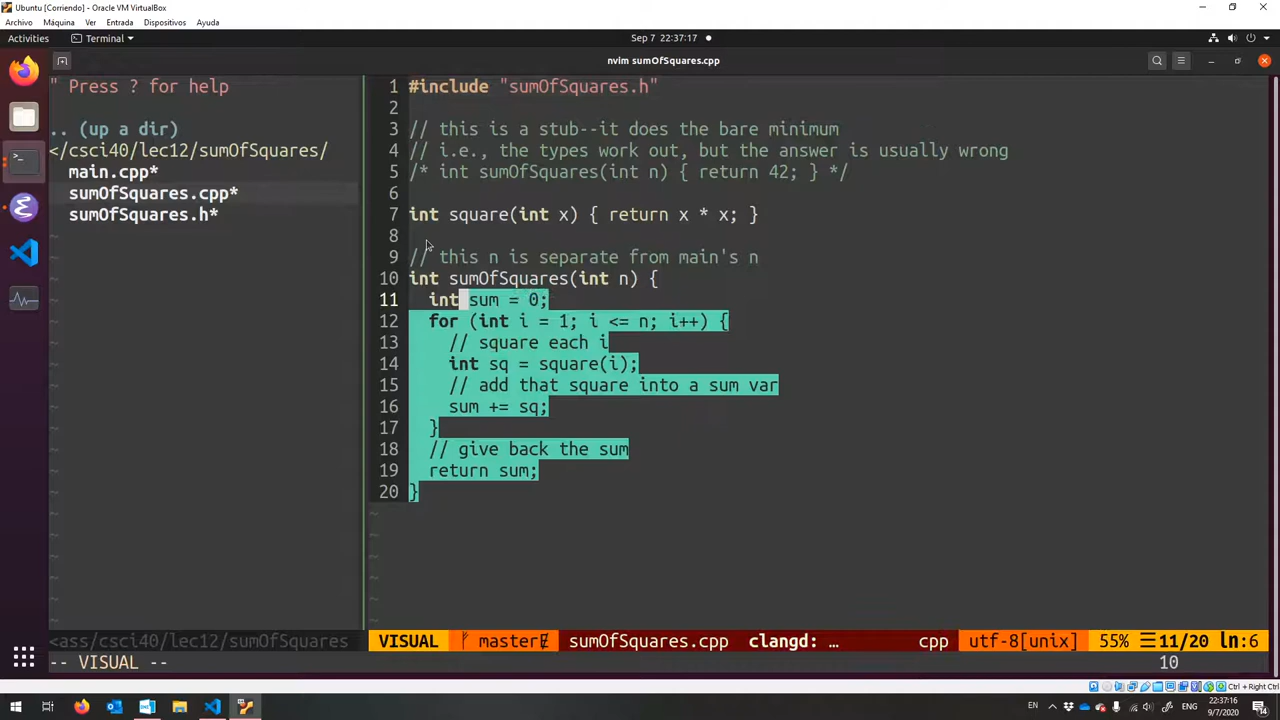 Ubuntu [Corriendo] - Oracle VM VirtualBox
Archivo Máquina Ver Entrada Dispositivos Ayuda
Activities Terminal Sep 7 22:37:17
nvim sumOfSquares.cpp
" Press ? for help
.. (up a dir)
</csci40/lec12/sumOfSquares/
main.cpp*
sumOfSquares.cpp*
sumOfSquares.h*
1 #include "sumOfSquares.h"
2
3 // this is a stub--it does the bare minimum
4 // i.e., the types work out, but the answer is usually wrong
5 /* int sumOfSquares(int n) { return 42; } */
6
7 int square(int x) { return x * x; }
8
9 // this n is separate from main's n
10 int sumOfSquares(int n) {
11 int sum = 0;
12 for (int i = 1; i <= n; i++) {
13 // square each i
14 int sq = square(i);
15 // add that square into a sum var
16 sum += sq;
17 }
18 // give back the sum
19 return sum;
20 }
~
<ass/csci40/lec12/sumOfSquares VISUAL master sumOfSquares.cpp clangd: … cpp utf-8[unix] 55% ☰11/20 ln:6
-- VISUAL -- 10
Ctrl + Right Ctrl
EN ENG 22:37:16
9/7/2020
14